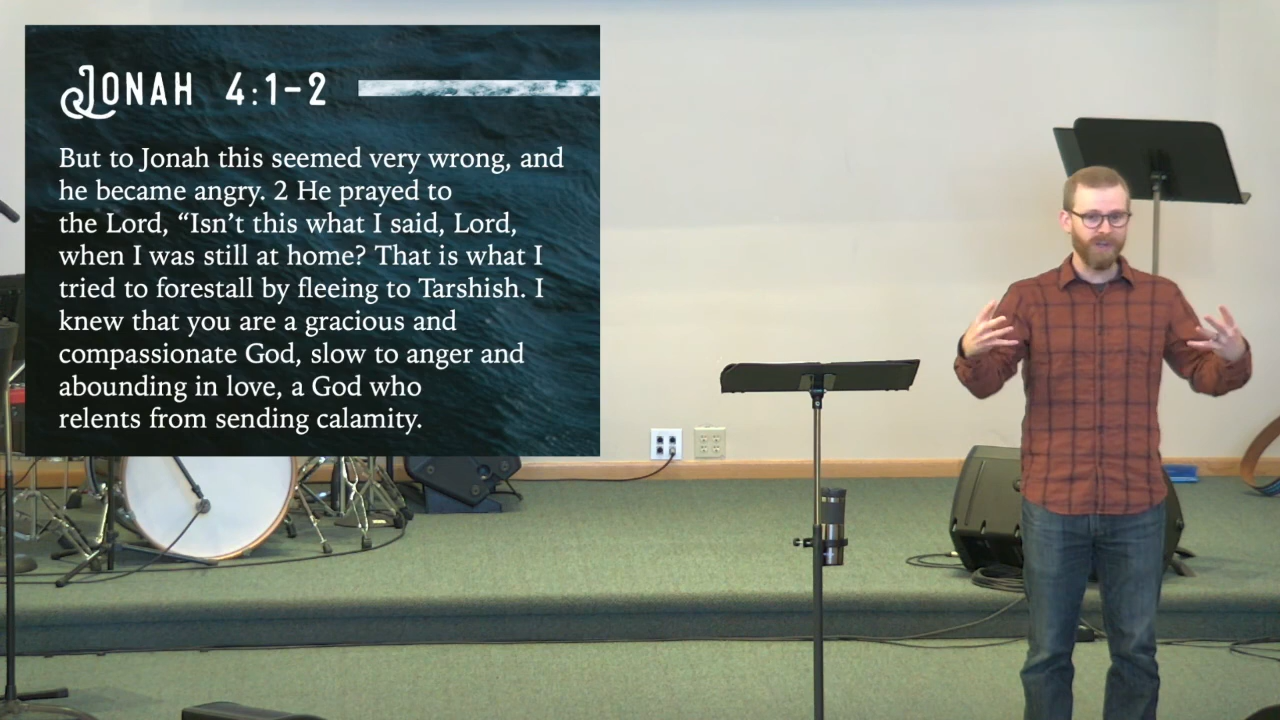 Jonah 4:1-2
But to Jonah this seemed very wrong, and
he became angry. 2 He prayed to
the Lord, “Isn’t this what I said, Lord,
when I was still at home? That is what I
tried to forestall by fleeing to Tarshish. I
knew that you are a gracious and
compassionate God, slow to anger and
abounding in love, a God who
relents from sending calamity.